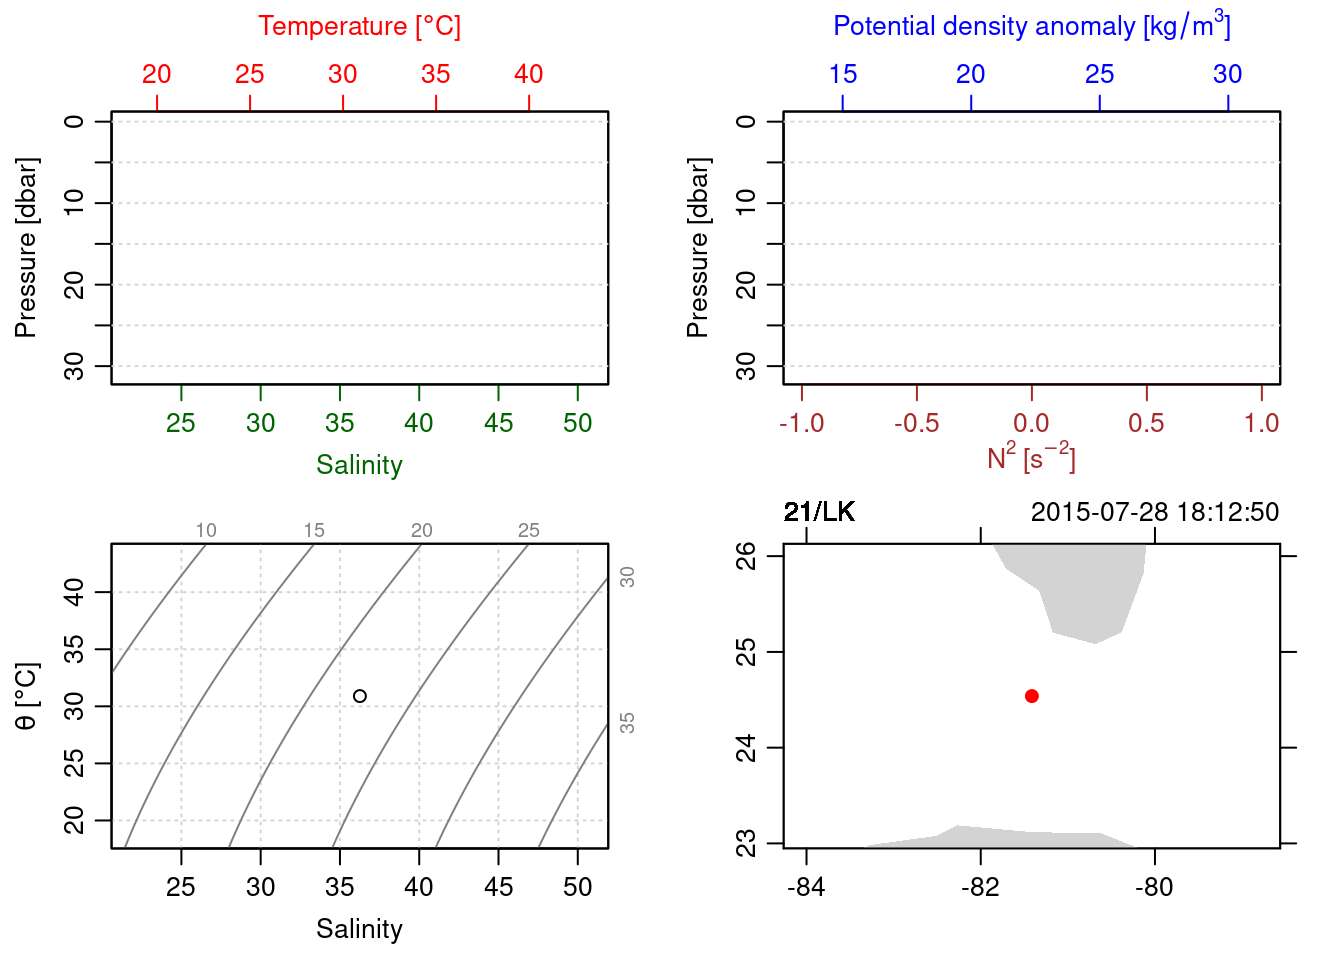 Temperature [°C]
20 25 30 35 40
0
10
20
30
Pressure [dbar]
25 30 35 40 45 50
Salinity
Potential density anomaly [kg/m³]
15 20 25 30
0
10
20
30
Pressure [dbar]
-1.0 -0.5 0.0 0.5 1.0
N² [s⁻²]
10 15 20 25
30
35
40
35
30
25
20
θ [°C]
25 30 35 40 45 50
Salinity
21/LK 2015-07-28 18:12:50
26
25
24
23
-84 -82 -80